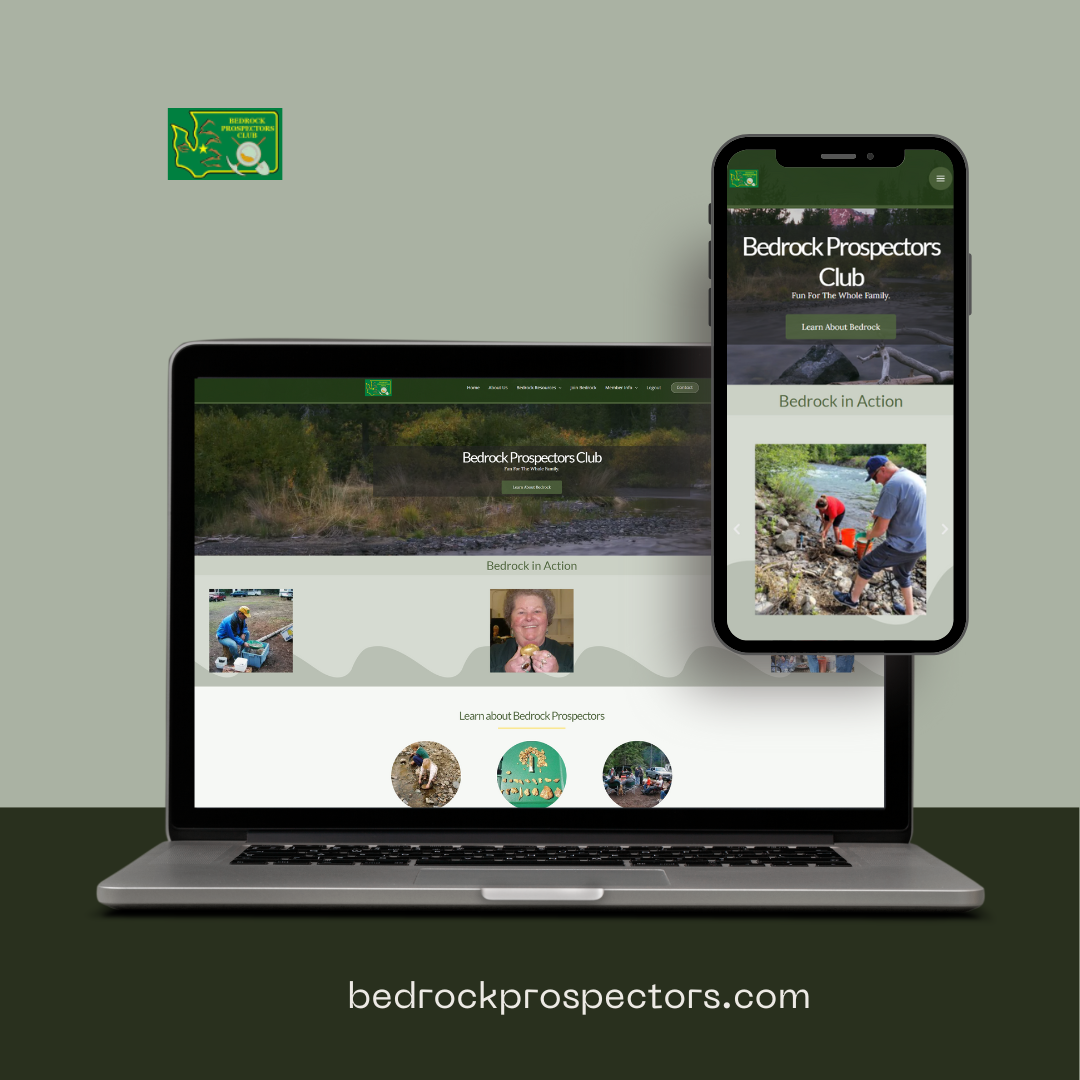 BEDROCK
PROSPECTORS
CLUB
Bedrock Prospectors
Club
Fun For The Whole Family.
Learn About Bedrock
Bedrock in Action
Home About Us Bedrock Resources Join Bedrock Member Info Logout Contact
Bedrock Prospectors Club
Fun For The Whole Family.
Learn About Bedrock
Bedrock in Action
Learn about Bedrock Prospectors
bedrockprospectors.com